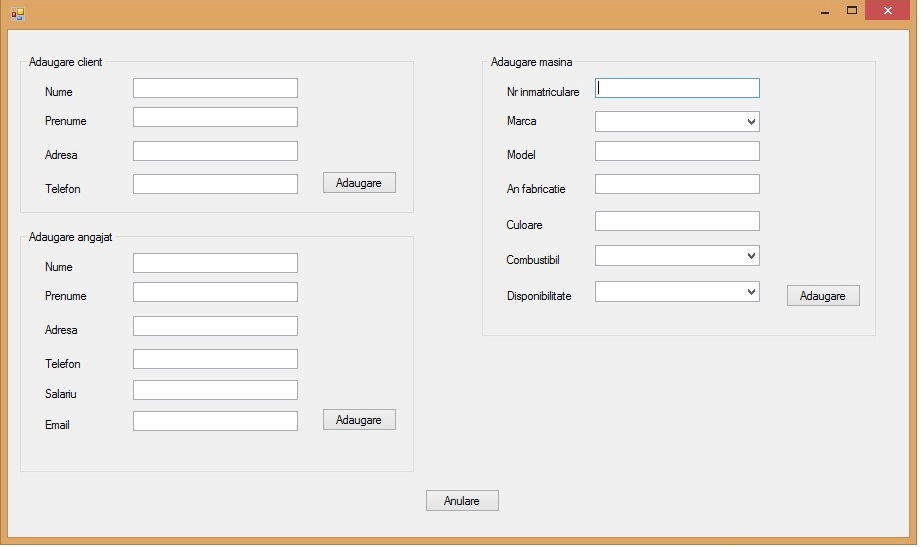 Adaugare client
Nume
Prenume
Adresa
Telefon
Adaugare
Adaugare angajat
Nume
Prenume
Adresa
Telefon
Salariu
Email
Adaugare
Adaugare masina
Nr inmatriculare
Marca
Model
An fabricatie
Culoare
Combustibil
Disponibilitate
Adaugare
Anulare